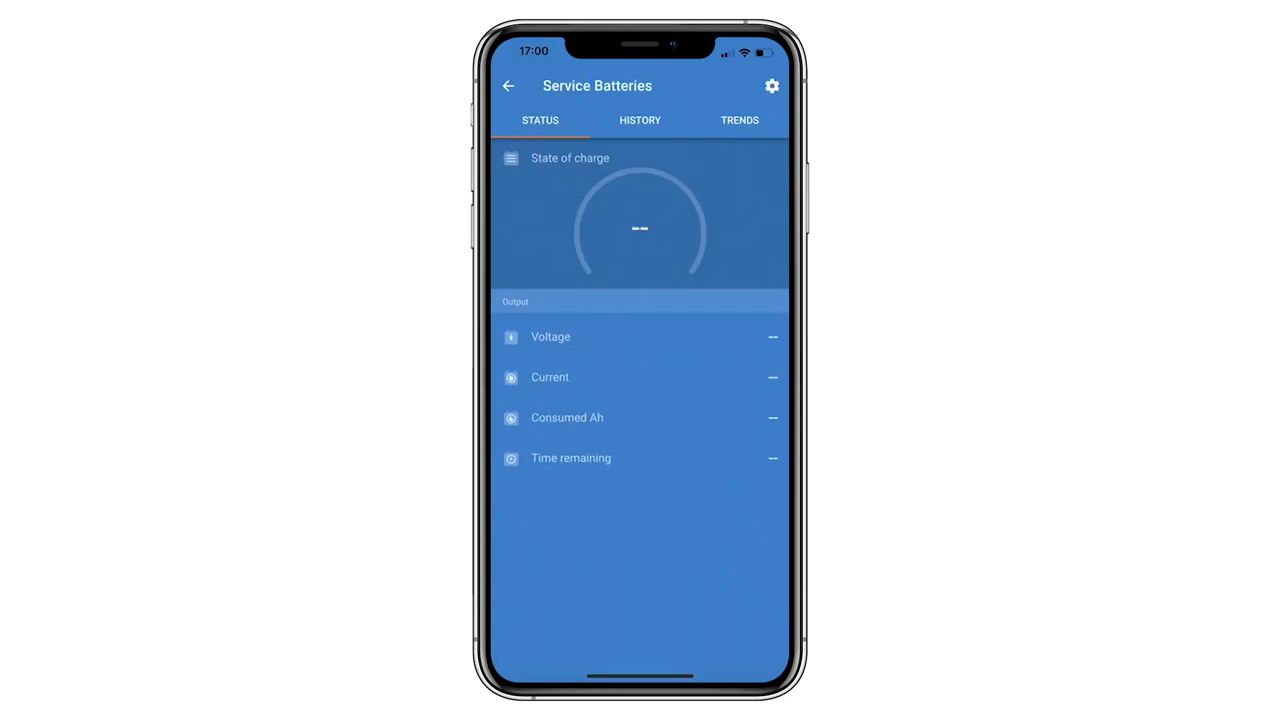 17:00
Service Batteries
STATUS HISTORY TRENDS
State of charge
--
Output
Voltage --
Current --
Consumed Ah --
Time remaining --